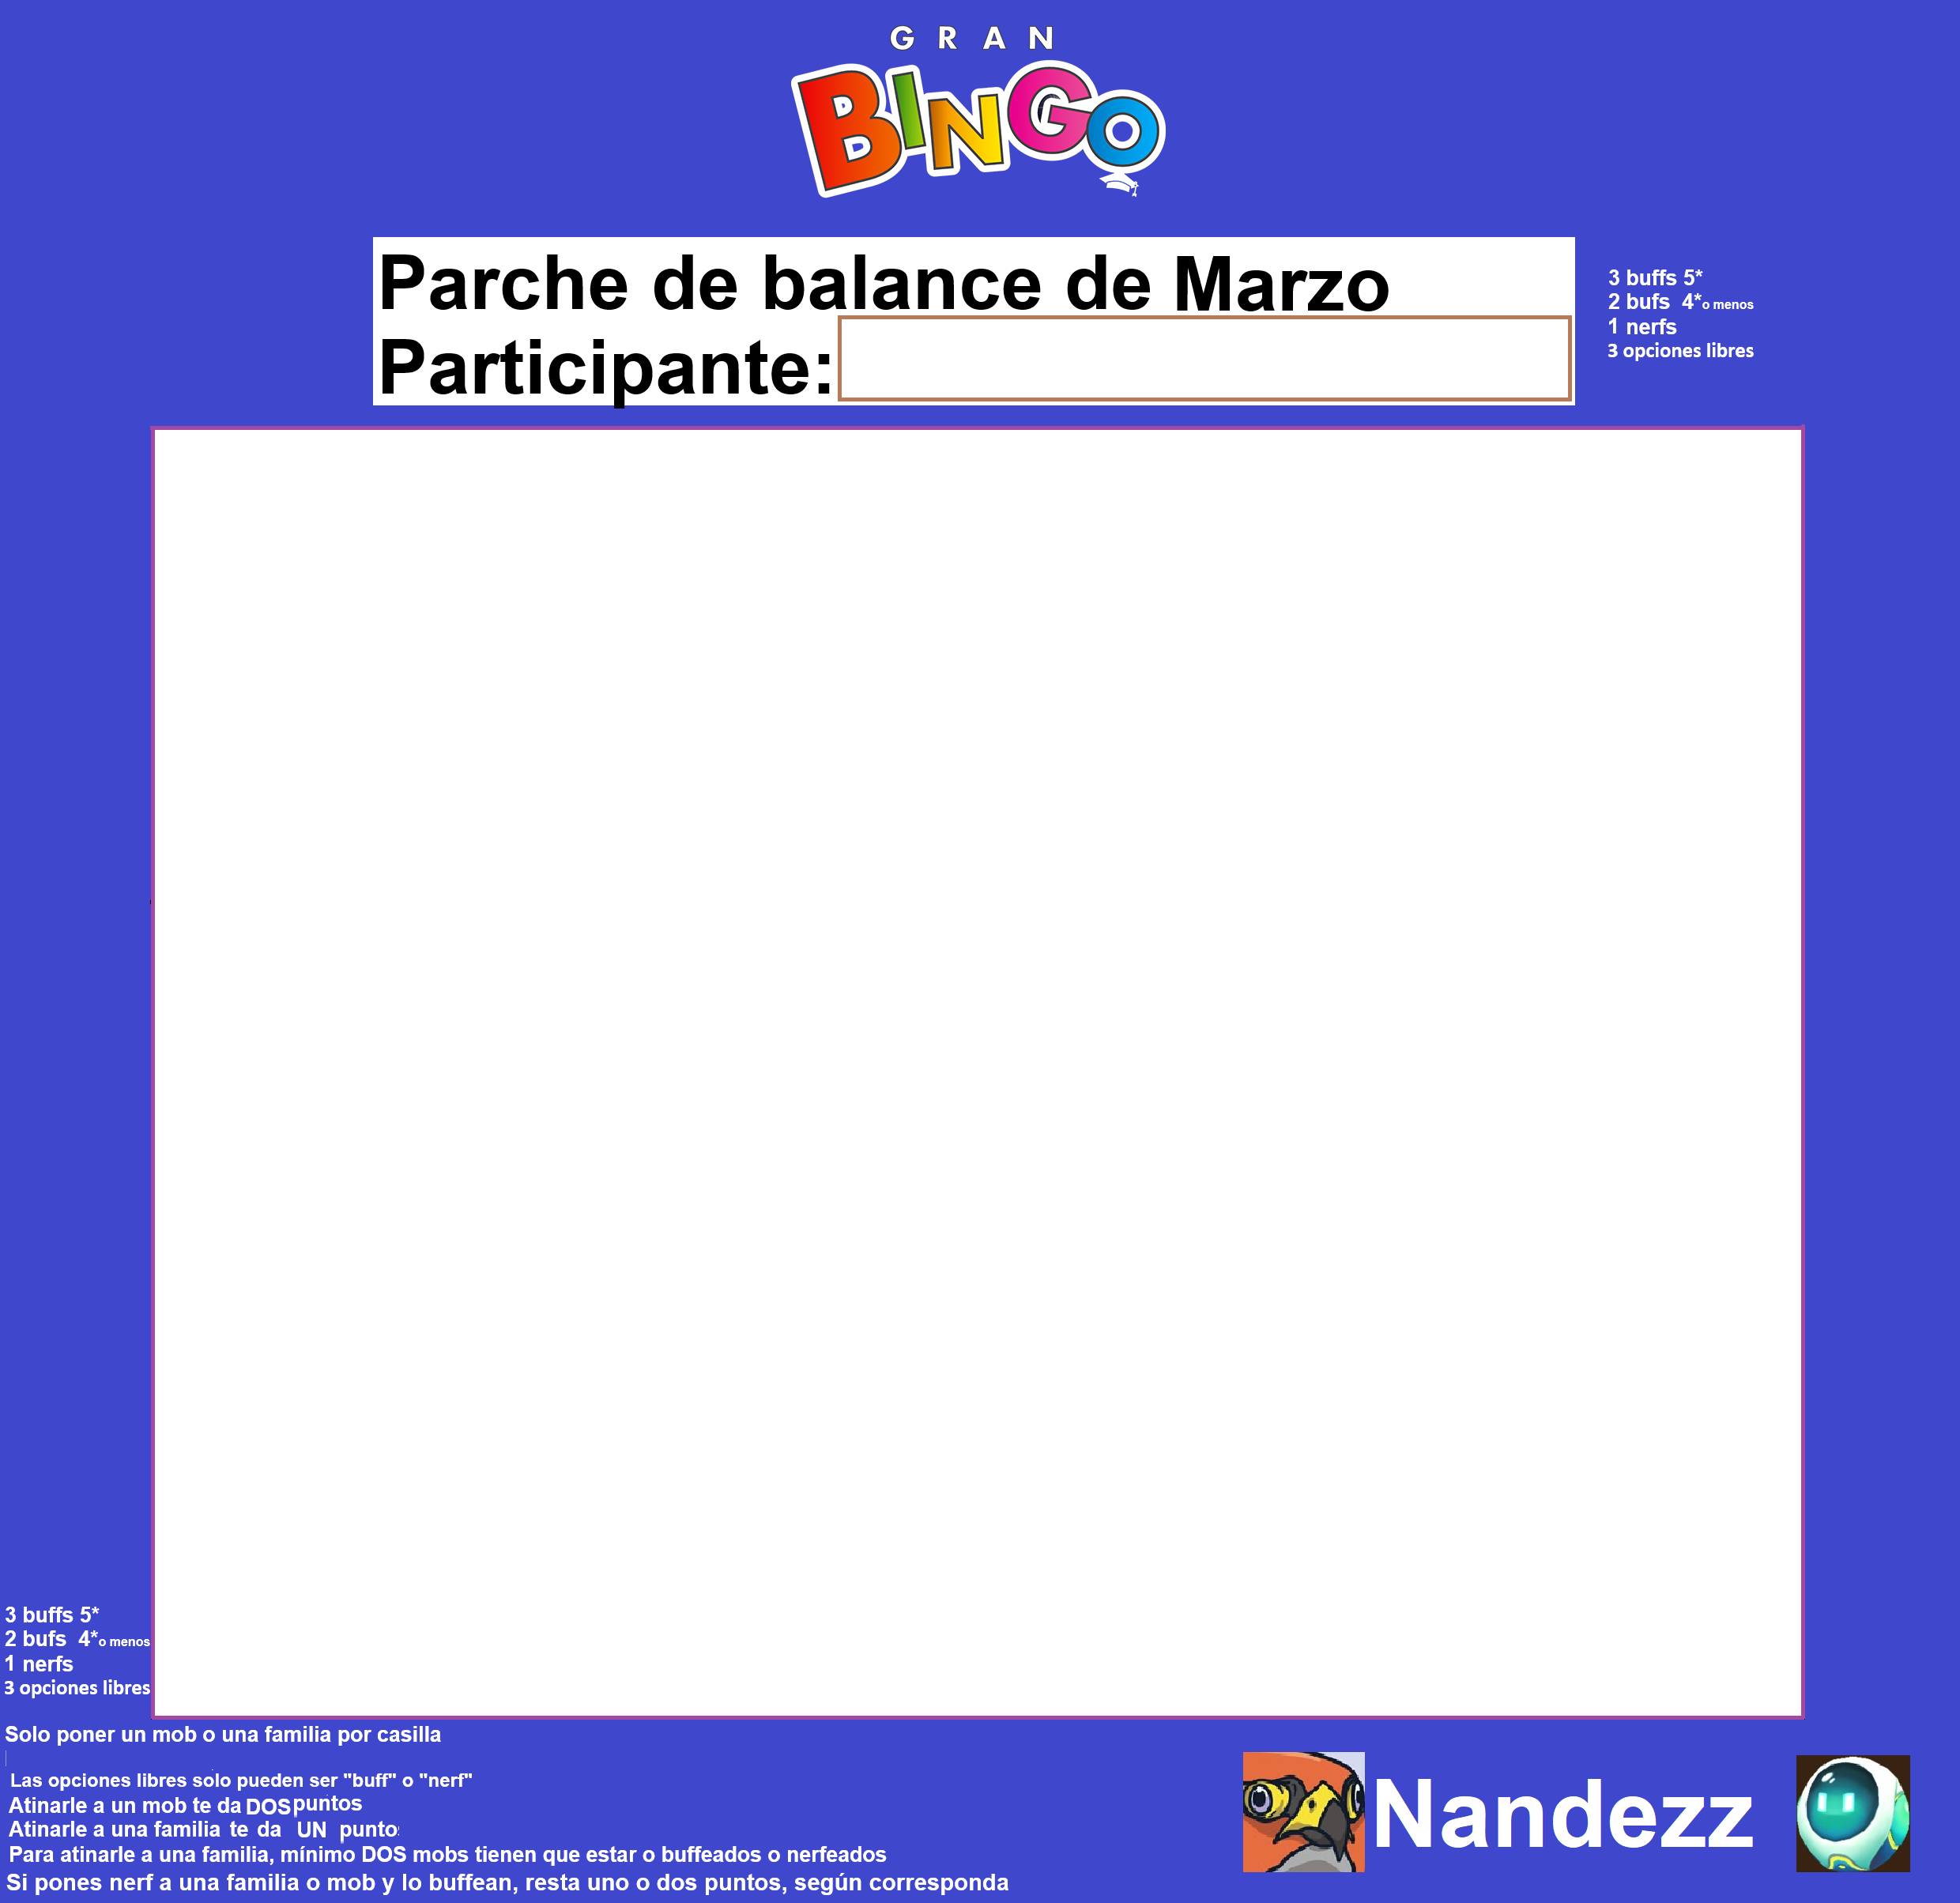 GRAN
BINGO
Parche de balance de Marzo
Participante:
3 buffs 5*
2 bufs 4*o menos
1 nerfs
3 opciones libres
3 buffs 5*
2 bufs 4*o menos
1 nerfs
3 opciones libres
Solo poner un mob o una familia por casilla
Las opciones libres solo pueden ser "buff" o "nerf"
Atinarle a un mob te da DOS puntos
Atinarle a una familia te da UN punto
Para atinarle a una familia, mínimo DOS mobs tienen que estar o buffeados o nerfeados
Si pones nerf a una familia o mob y lo buffean, resta uno o dos puntos, según corresponda
Nandezz